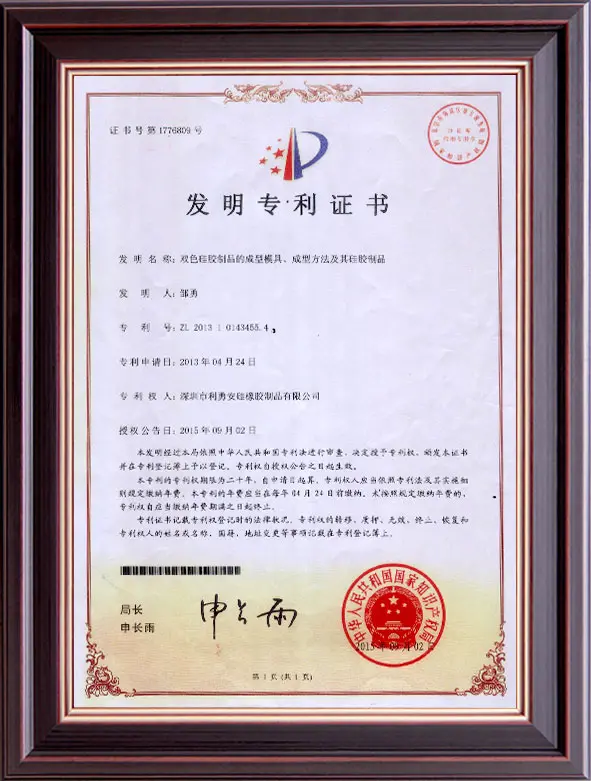 证书号第1776809号
发明专利证书
发明名称：双色硅胶制品的成型模具、成型方法及其硅胶制品
发明人：邹勇
专利号：ZL 2013 1 0143455.4
专利申请日：2013年04月24日
专利权人：深圳市利勇安硅橡胶制品有限公司
授权公告日：2015年09月02日
本发明经过本局依照中华人民共和国专利法进行审查，决定授予专利权，颁发本证书
并在专利登记簿上予以登记。专利权自授权公告之日起生效。
本专利的专利权期限为二十年，自申请日起算。专利权人应当依照专利法及其实施细
则规定缴纳年费。本专利的年费应当在每年04月24日前缴纳。未按照规定缴纳年费的，
专利权自应当缴纳年费期满之日起终止。
专利证书记载专利权登记时的法律状况。专利权的转移、质押、无效、终止、恢复和
专利权人的姓名或名称、国籍、地址变更等事项记载在专利登记簿上。
局长
申长雨
申长雨
中华人民共和国国家知识产权局
2015年09月02日
第1页(共1页)